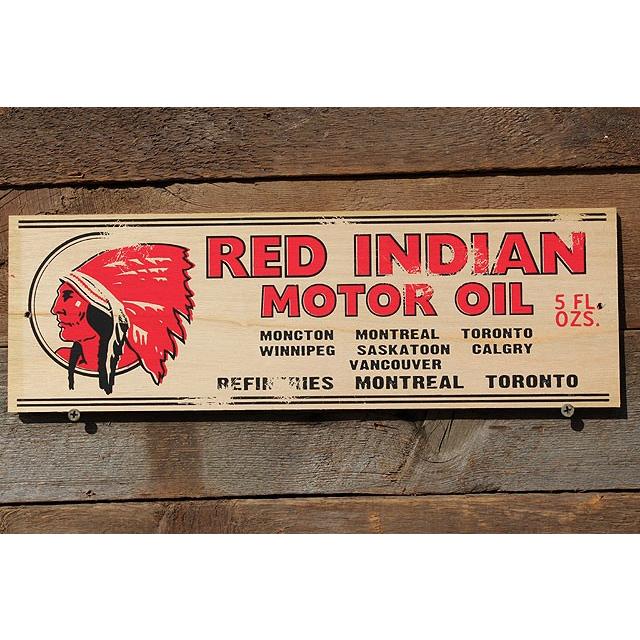 RED INDIAN
MOTOR OIL
5 FL.
OZS.
MONCTON MONTREAL TORONTO
WINNIPEG SASKATOON CALGRY
VANCOUVER
REFINERIES MONTREAL TORONTO